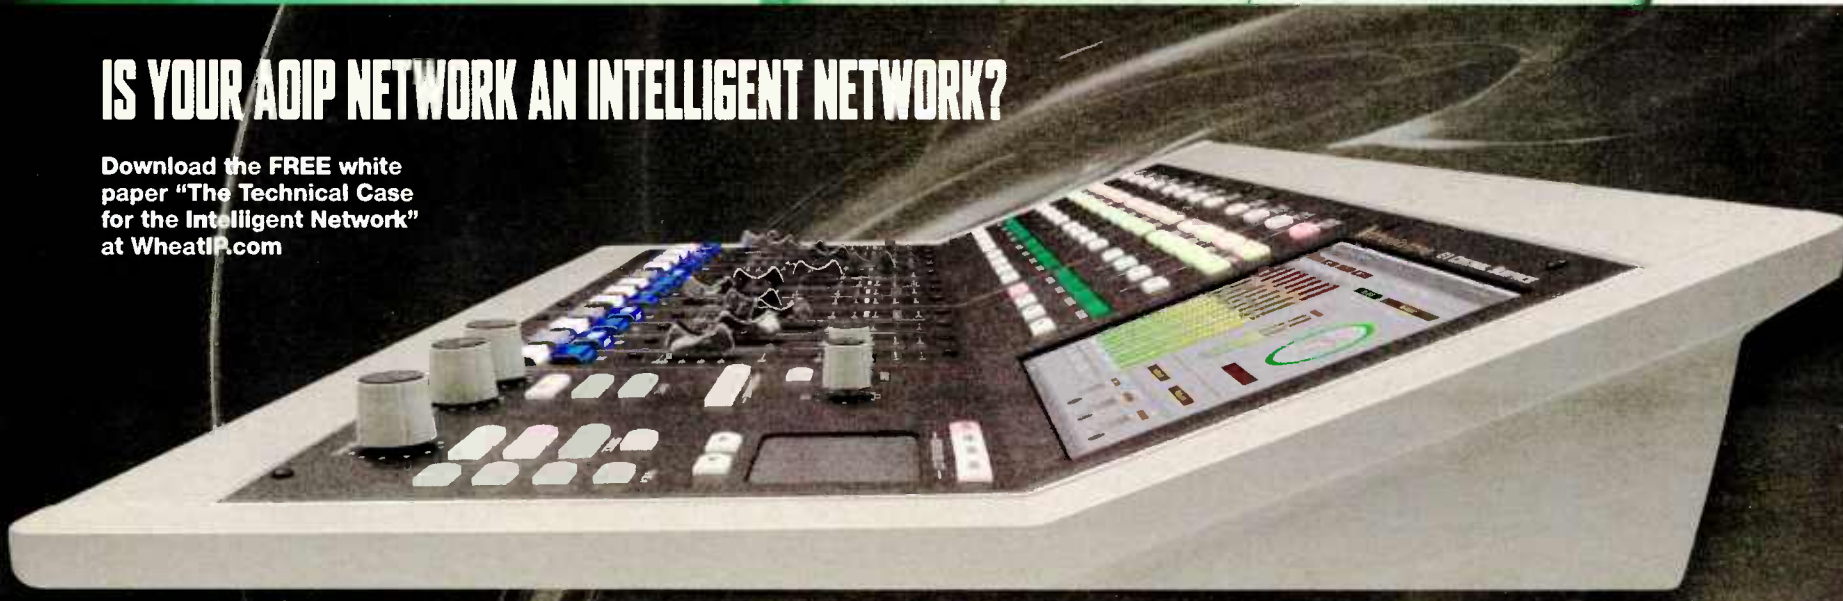 IS YOUR AOIP NETWORK AN INTELLIGENT NETWORK?
Download the FREE white
paper “The Technical Case
for the Intelligent Network”
at WheatIP.com